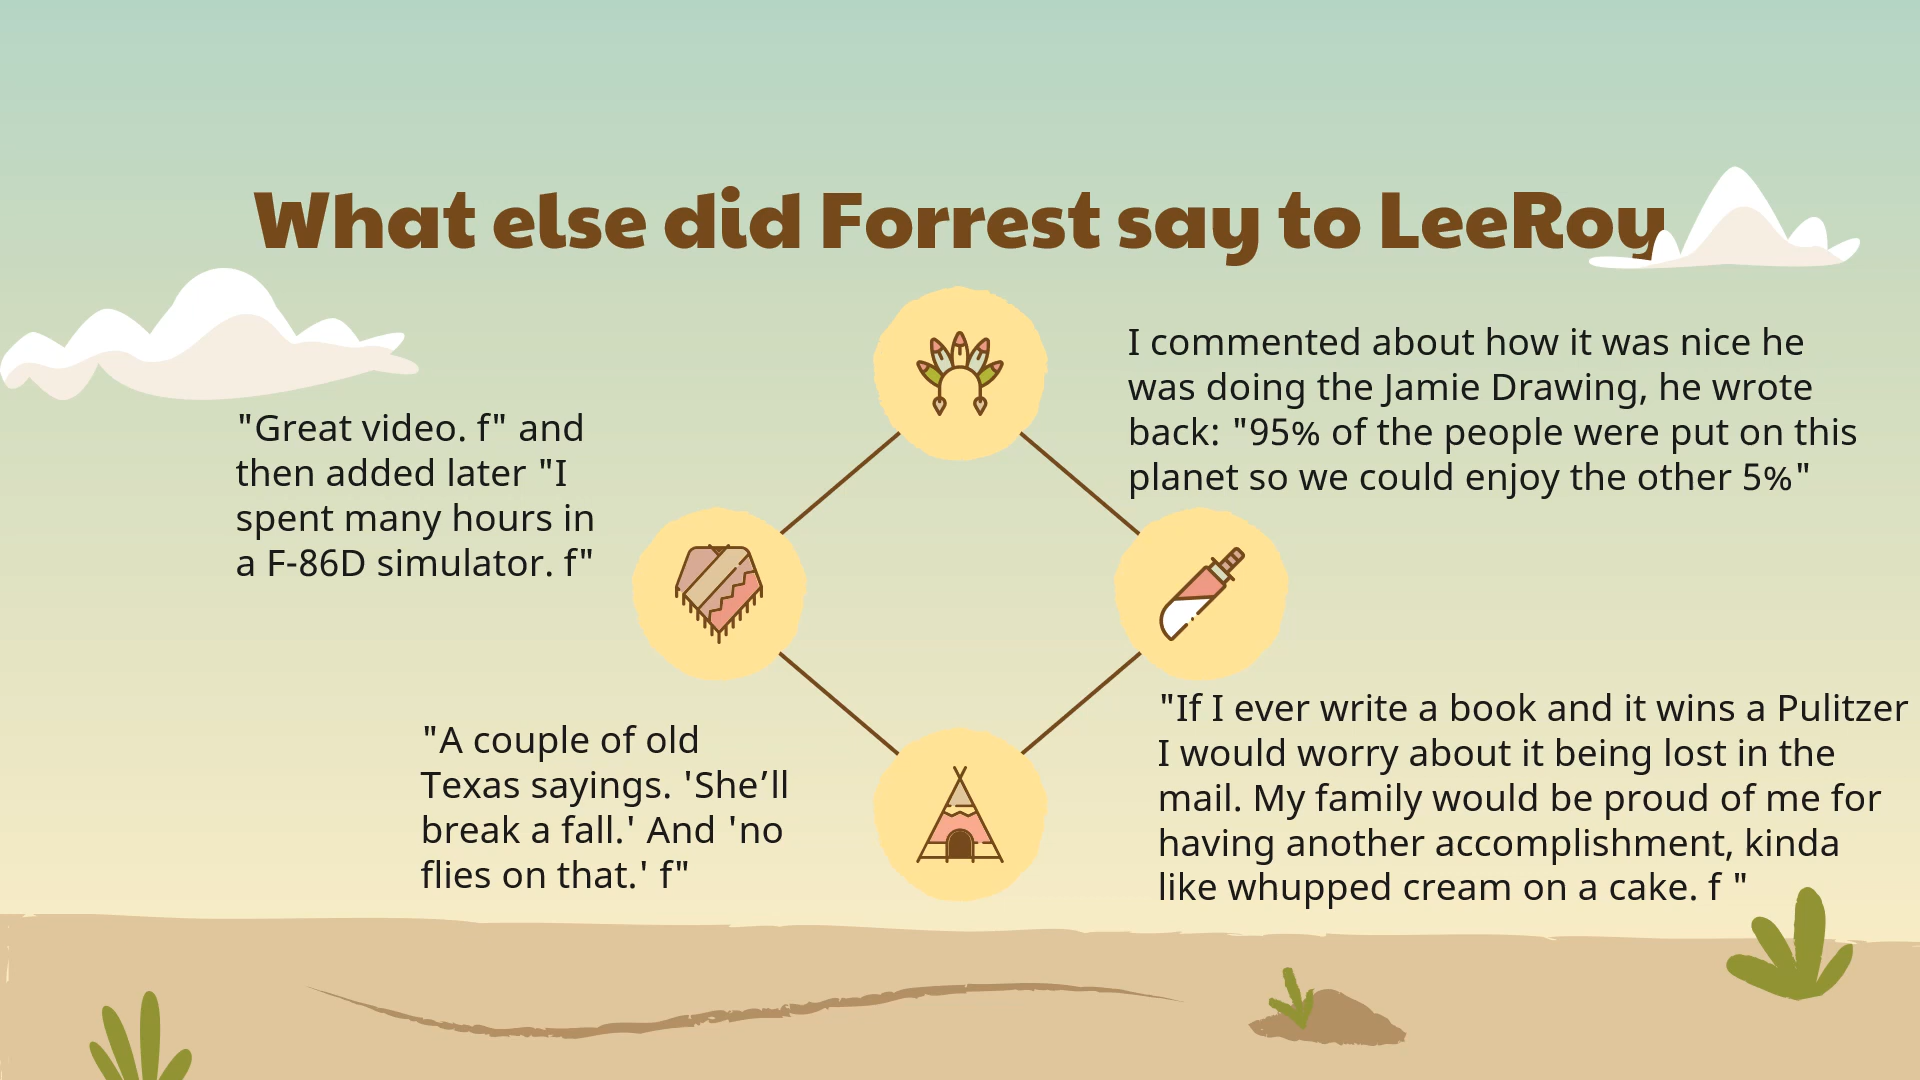 What else did Forrest say to LeeRoy
"Great video. f" and
then added later "I
spent many hours in
a F-86D simulator. f"
I commented about how it was nice he
was doing the Jamie Drawing, he wrote
back: "95% of the people were put on this
planet so we could enjoy the other 5%"
"A couple of old
Texas sayings. 'She’ll
break a fall.' And 'no
flies on that.' f"
"If I ever write a book and it wins a Pulitzer
I would worry about it being lost in the
mail. My family would be proud of me for
having another accomplishment, kinda
like whupped cream on a cake. f "